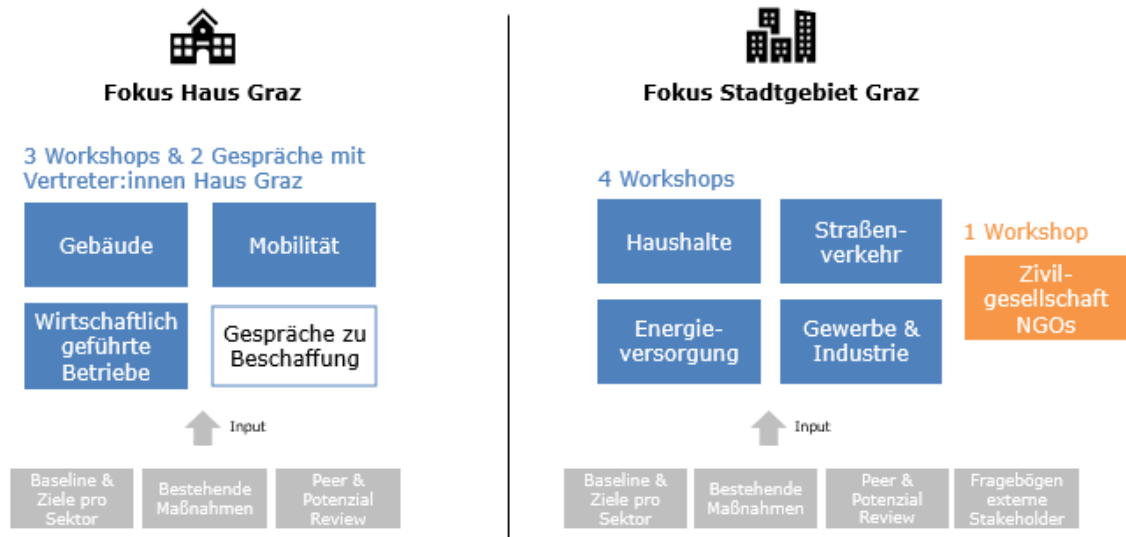 Fokus Haus Graz
3 Workshops & 2 Gespräche mit
Vertreter:innen Haus Graz
Gebäude
Mobilität
Wirtschaftlich
geführte
Betriebe
Gespräche zu
Beschaffung
Input
Baseline &
Ziele pro
Sektor
Bestehende
Maßnahmen
Peer &
Potenzial
Review
Fokus Stadtgebiet Graz
4 Workshops
Haushalte
Straßen-
verkehr
Energie-
versorgung
Gewerbe &
Industrie
1 Workshop
Zivil-
gesellschaft
NGOs
Input
Baseline &
Ziele pro
Sektor
Bestehende
Maßnahmen
Peer &
Potenzial
Review
Fragebögen
externe
Stakeholder